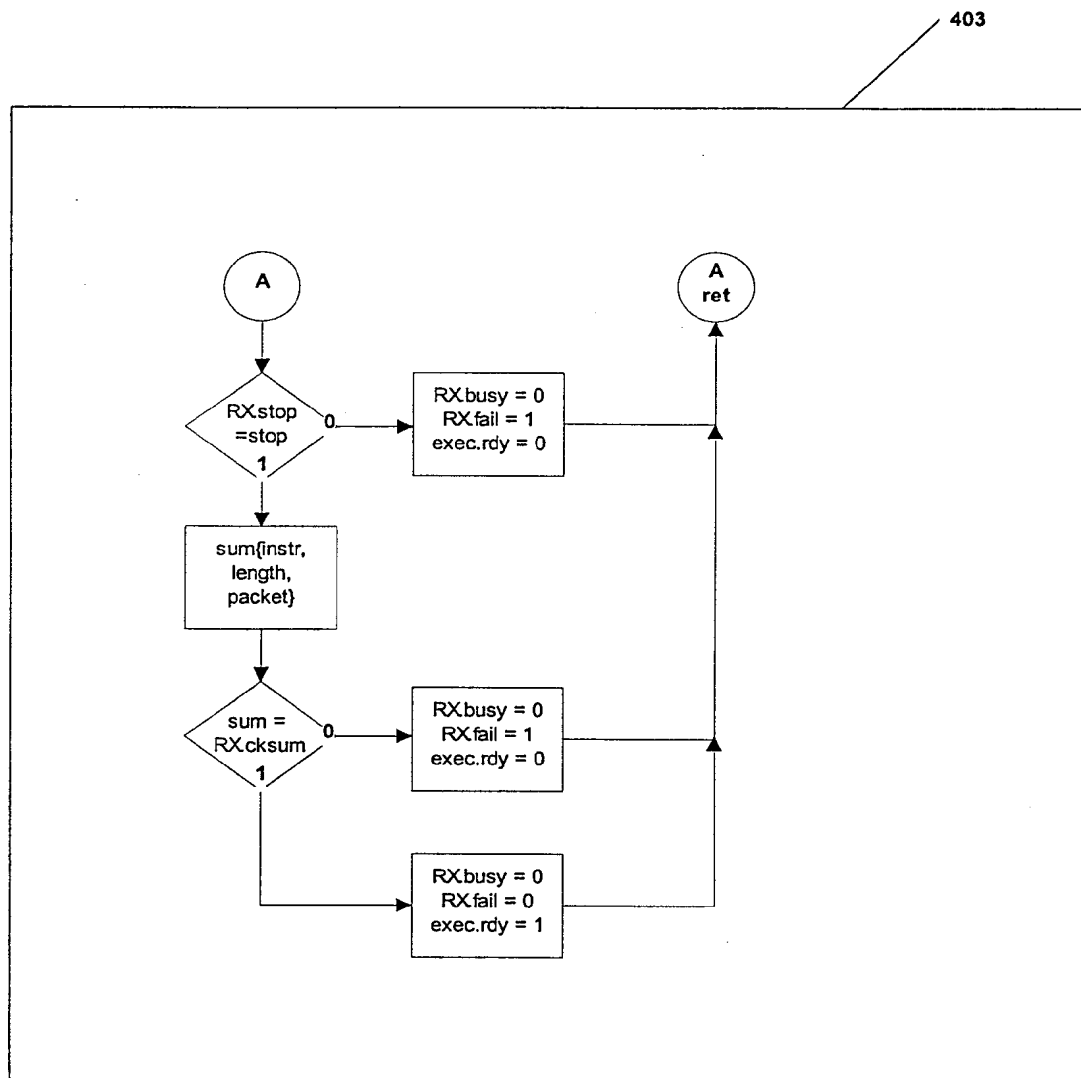 403
A
A
ret
RX.stop
=stop
0
1
RX.busy = 0
RX.fail = 1
exec.rdy = 0
sum{instr,
length,
packet}
sum =
RX.cksum
0
1
RX.busy = 0
RX.fail = 1
exec.rdy = 0
RX.busy = 0
RX.fail = 0
exec.rdy = 1